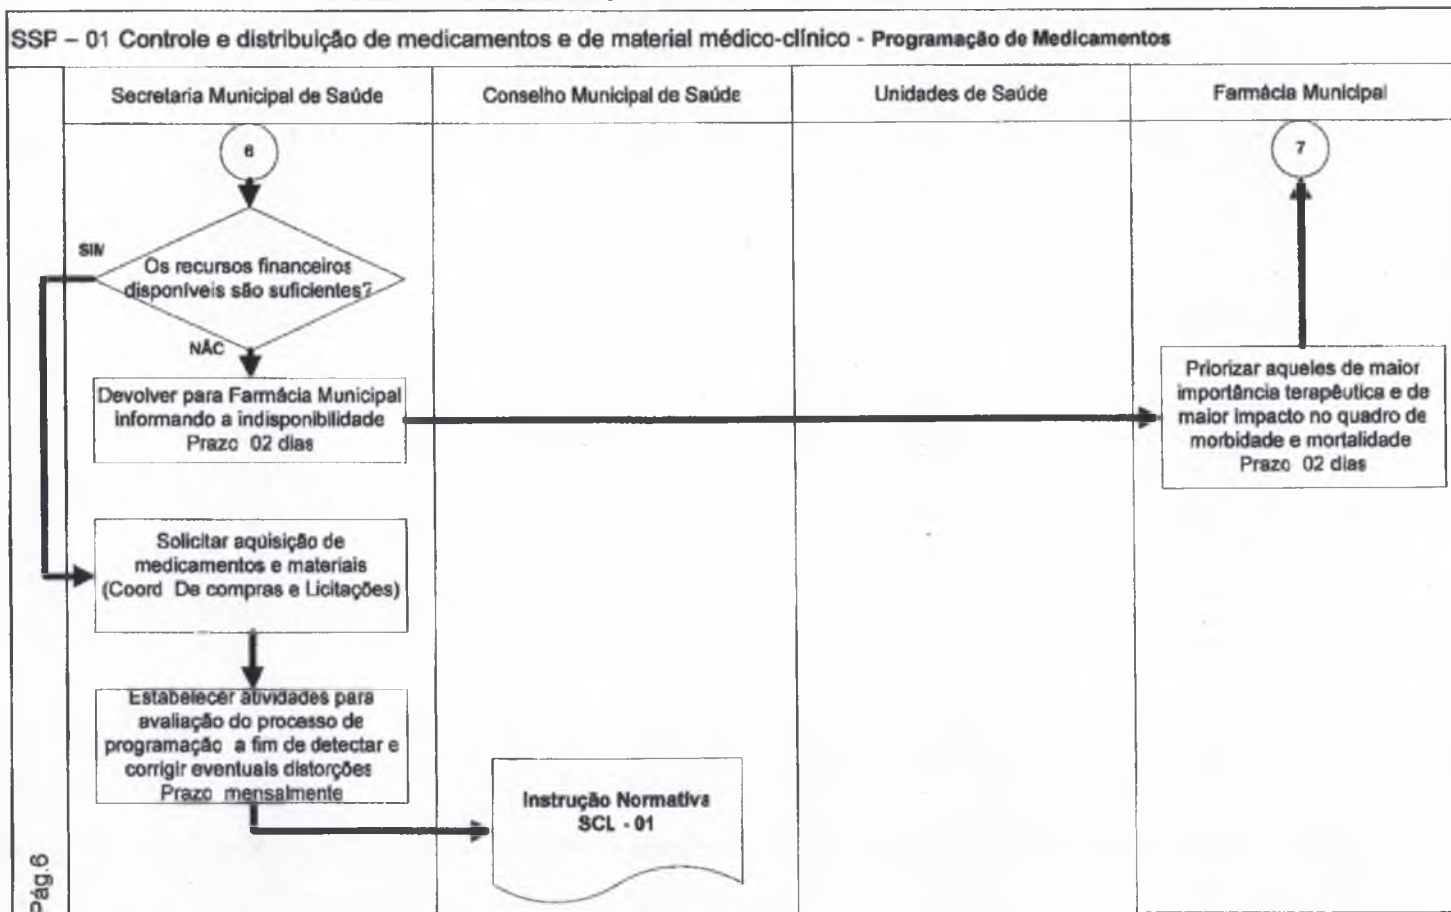 SSP – 01 Controle e distribuição de medicamentos e de material médico-clínico - Programação de Medicamentos
Secretaria Municipal de Saúde
Conselho Municipal de Saúde
Unidades de Saúde
Farmácia Municipal
6
7
SIM
Os recursos financeiros
disponíveis são suficientes?
NÃO
Devolver para Farmácia Municipal
informando a indisponibilidade
Prazo 02 dias
Priorizar aqueles de maior
importância terapêutica e de
maior impacto no quadro de
morbidade e mortalidade
Prazo 02 dias
Solicitar aquisição de
medicamentos e materiais
(Coord De compras e Licitações)
Estabelecer atividades para
avaliação do processo de
programação a fim de detectar e
corrigir eventuais distorções
Prazo mensalmente
Instrução Normativa
SCL - 01
Pág.6